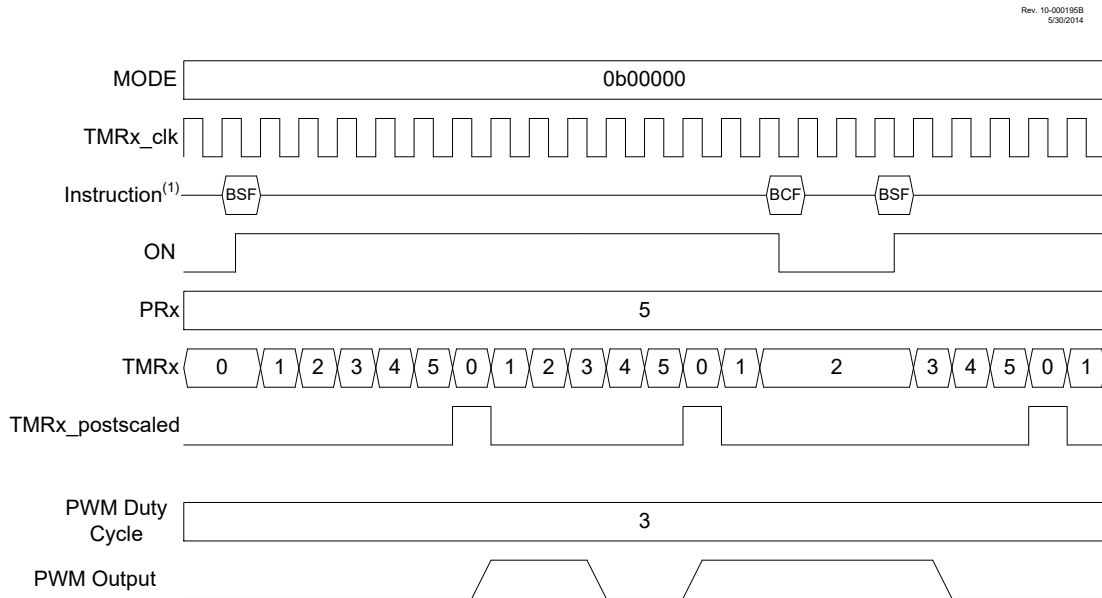 Rev. 10-000195B
5/30/2014
MODE 0b00000
TMRx_clk
Instruction(1) BSF BCF BSF
ON
PRx 5
TMRx 0 1 2 3 4 5 0 1 2 3 4 5 0 1 2 3 4 5 0 1
TMRx_postscaled
PWM Duty
Cycle 3
PWM Output